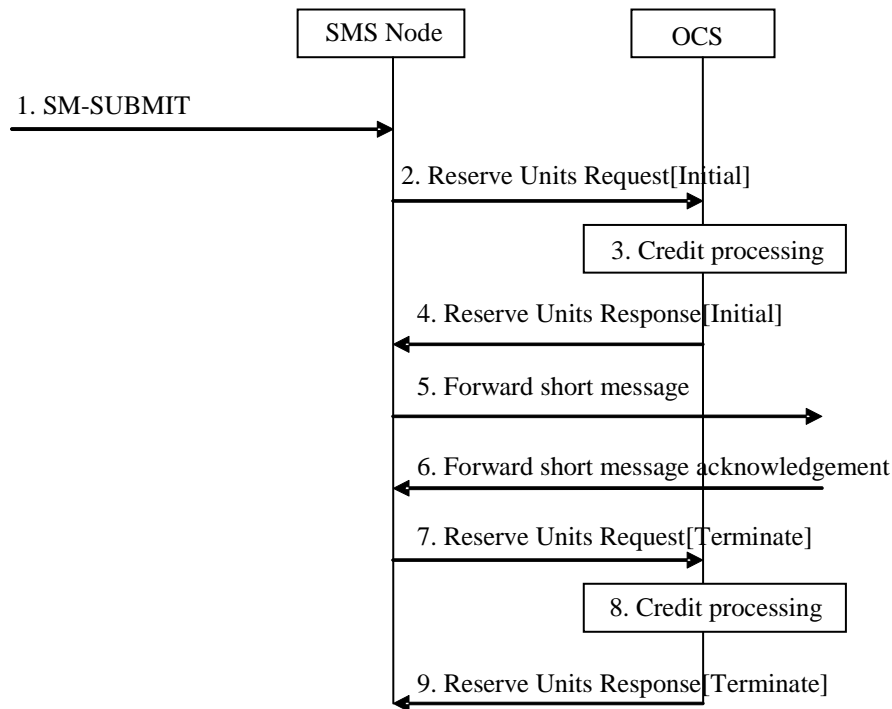 SMS Node
OCS
1. SM-SUBMIT
2. Reserve Units Request[Initial]
3. Credit processing
4. Reserve Units Response[Initial]
5. Forward short message
6. Forward short message acknowledgement
7. Reserve Units Request[Terminate]
8. Credit processing
9. Reserve Units Response[Terminate]